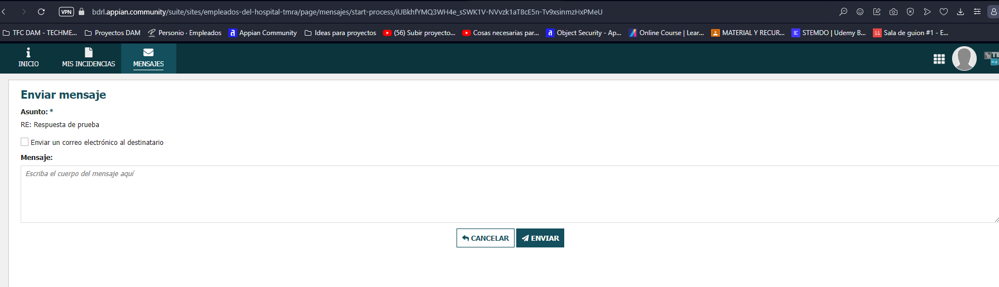 VPN bdrl.appian.community/suite/sites/empleados-del-hospital-tmra/page/mensajes/start-process/iUBkhfYMQ3WH4e_sSWK1V-NVvzk1aT8cE5n-Tv9xsinmzHxPMeU
TFC DAM - TECHME... Proyectos DAM Personio · Empleados Appian Community Ideas para proyectos (56) Subir proyecto... Cosas necesarias par... Object Security - Ap... Online Course | Lear... MATERIAL Y RECUR... STEMDO | Udemy B... Sala de guion #1 - E...
INICIO MIS INCIDENCIAS MENSAJES
Enviar mensaje
Asunto: *
RE: Respuesta de prueba
Enviar un correo electrónico al destinatario
Mensaje:
Escriba el cuerpo del mensaje aquí
CANCELAR ENVIAR